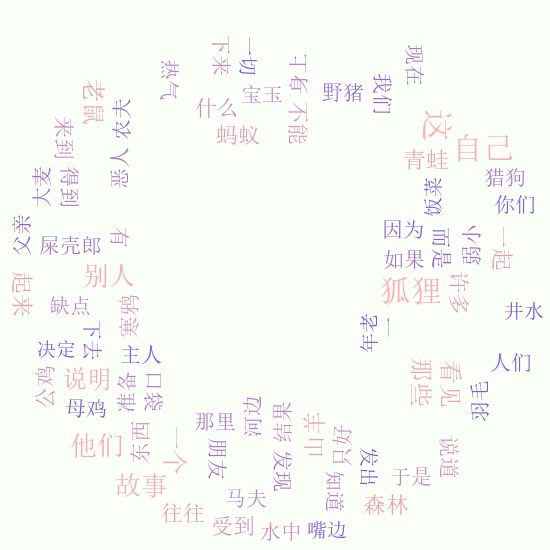 现在
一切
下来
上身
不能
热气
宝玉
野猪
我们
什么
老鼠
农夫
蚂蚁
这
自己
来到
恶人
青蛙
猎狗
大麦
得到
饭菜
你们
父亲
屎壳郎
有
因为
而是
弱小
一起
别人
如果
狐狸
许多
起来
缺点
寒鸦
井水
年老
一
决定
下去
主人
人们
公鸡
说明
准备
口袋
那些
看见
羽毛
母鸡
那里
河边
结果
山羊
只好
他们
东西
一个
朋友
发现
知道
发出
说道
故事
往往
马夫
于是
森林
受到
水中
嘴边